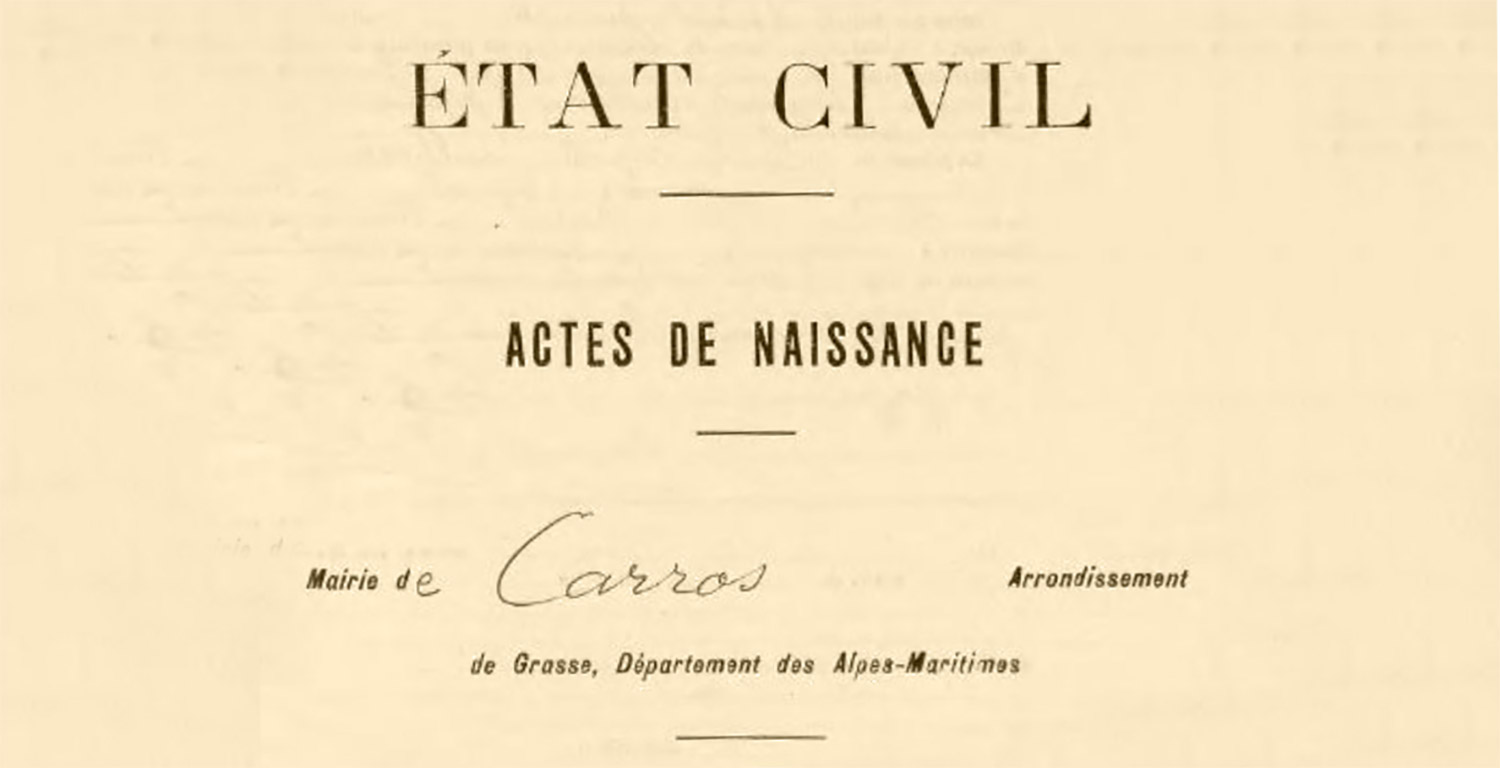 ÉTAT CIVIL
ACTES DE NAISSANCE
Mairie de Carros Arrondissement
de Grasse, Département des Alpes-Maritimes